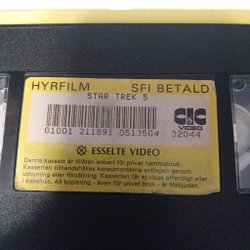 HYRFILM SFI BETALD
STAR TREK 5
01001 211891 0513504 32044
CIC
VIDEO
ESSELTE VIDEO
Denna kassett är tillåten enbart för privat hemmabruk.
Kassetten tillhandahålles konsumenterna antingen genom
uthyrning eller försäljning. Kassetten får ej visas offentligt eller
i kabelnät. All kopiering - även för privat bruk - är förbjuden.